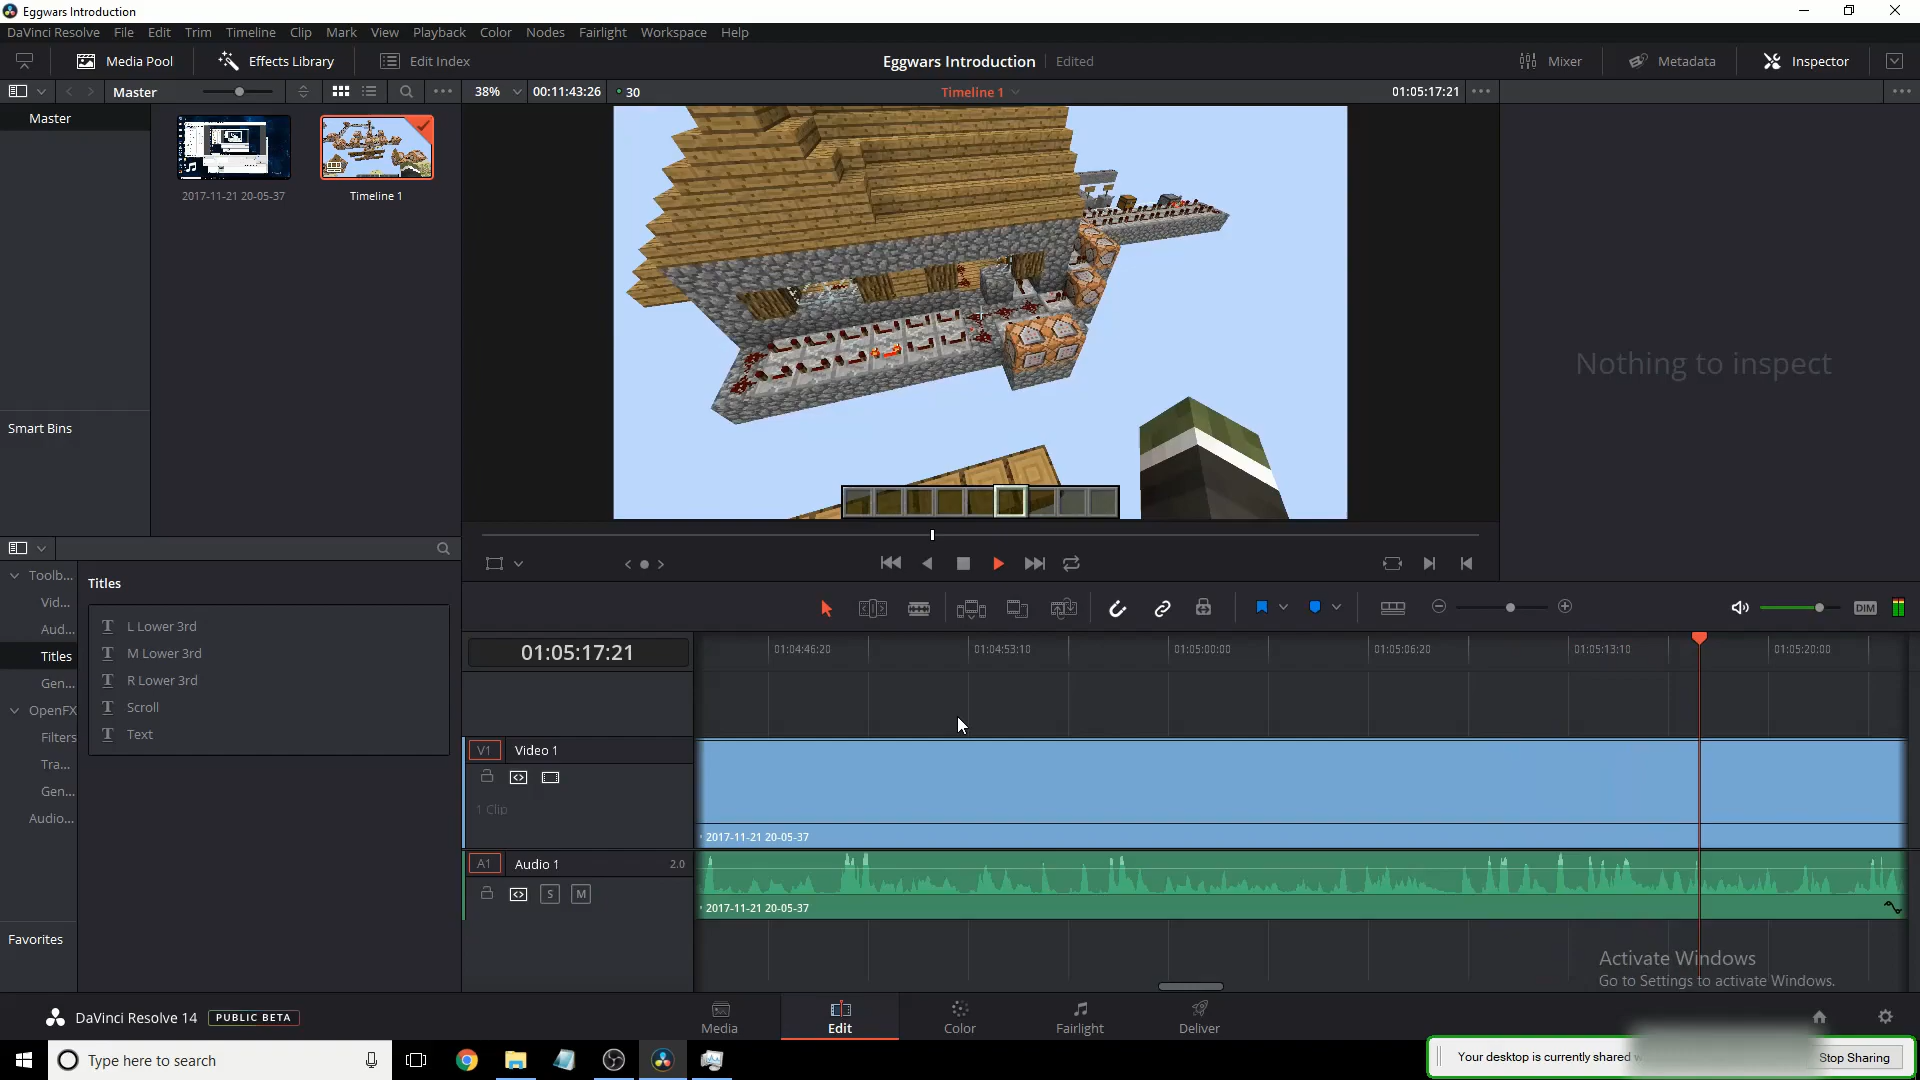 Eggwars Introduction
DaVinci Resolve File Edit Trim Timeline Clip Mark View Playback Color Nodes Fairlight Workspace Help
Media Pool Effects Library Edit Index Eggwars Introduction Edited Mixer Metadata Inspector
Master 38% 00:11:43:26 30 Timeline 1 01:05:17:21
Master
2017-11-21 20-05-37 Timeline 1
Nothing to inspect
Smart Bins
Toolb... Titles
Vid... L Lower 3rd
Aud... M Lower 3rd
Titles R Lower 3rd
Gen... Scroll
OpenFX Text
Filters
Tra...
Gen...
Audio...
Favorites
DIM
01:05:17:21 01:04:46:20 01:04:53:10 01:05:00:00 01:05:06:20 01:05:13:10 01:05:20:00
V1 Video 1
1 Clip
2017-11-21 20-05-37
A1 Audio 1 2.0
S M
2017-11-21 20-05-37
Activate Windows
Go to Settings to activate Windows.
DaVinci Resolve 14 PUBLIC BETA Media Edit Color Fairlight Deliver
Type here to search
Your desktop is currently shared Stop Sharing